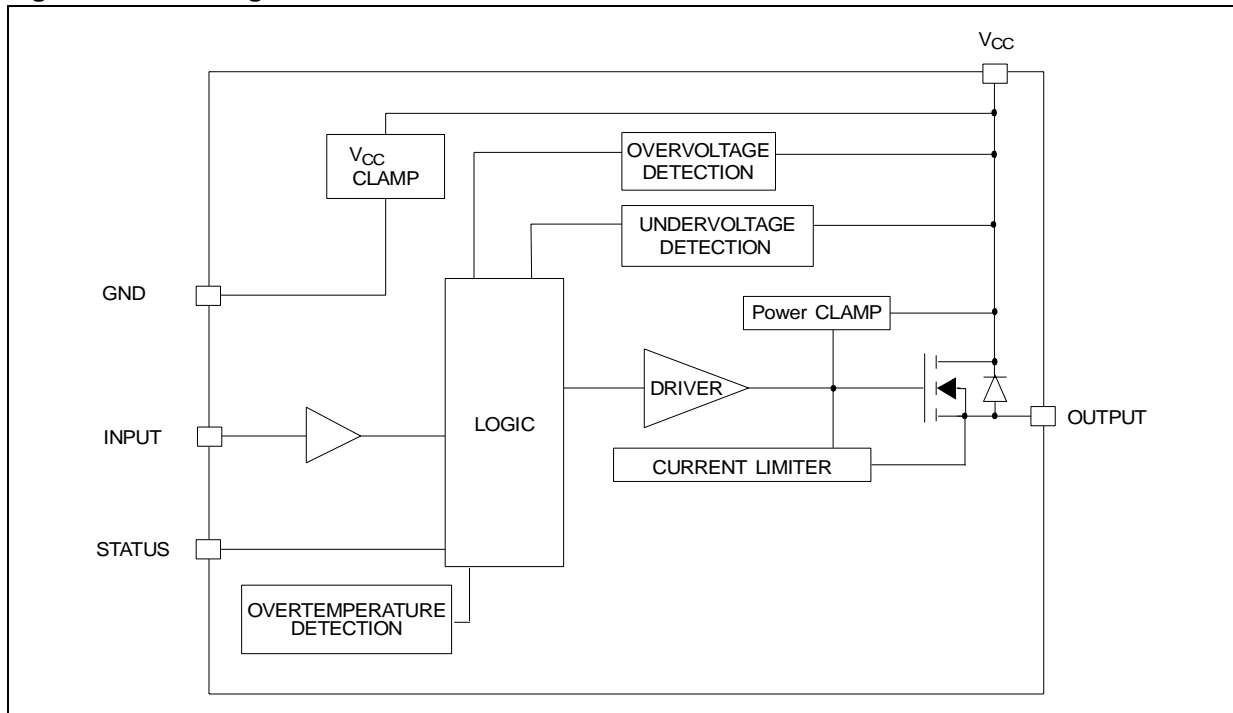 VCC
VCC
CLAMP
OVERVOLTAGE
DETECTION
UNDERVOLTAGE
DETECTION
GND
Power CLAMP
DRIVER
LOGIC
INPUT
OUTPUT
CURRENT LIMITER
STATUS
OVERTEMPERATURE
DETECTION